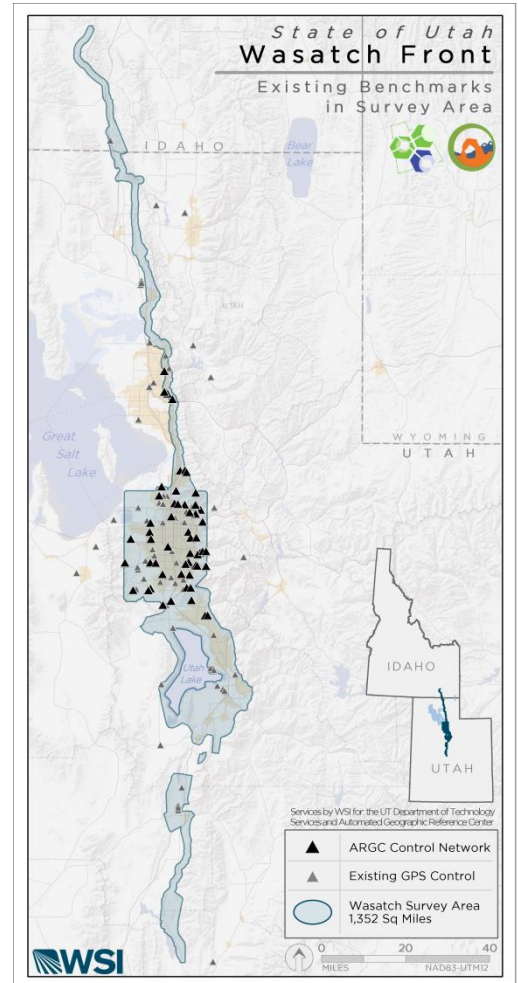 State of Utah
Wasatch Front
Existing Benchmarks
in Survey Area
IDAHO
Bear
Lake
UTAH
Great
Salt
Lake
WYOMING
UTAH
Utah
Lake
IDAHO
UTAH
Services by WSI for the UT Department of Technology
Services and Automated Geographic Reference Center
ARGC Control Network
Existing GPS Control
Wasatch Survey Area
1,352 Sq Miles
0 20 40
MILES NAD83-UTM12
WSI